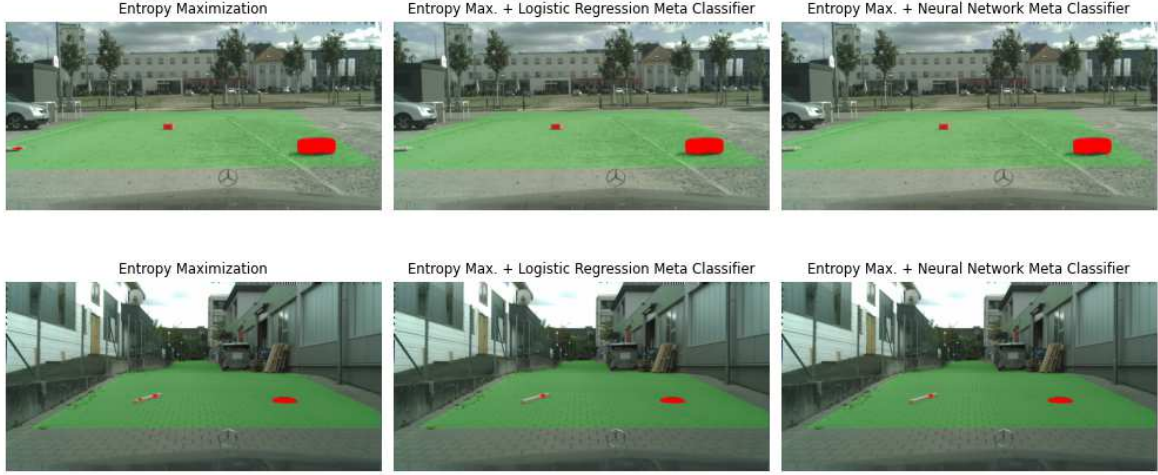 Entropy Maximization
Entropy Max. + Logistic Regression Meta Classifier
Entropy Max. + Neural Network Meta Classifier
Entropy Maximization
Entropy Max. + Logistic Regression Meta Classifier
Entropy Max. + Neural Network Meta Classifier